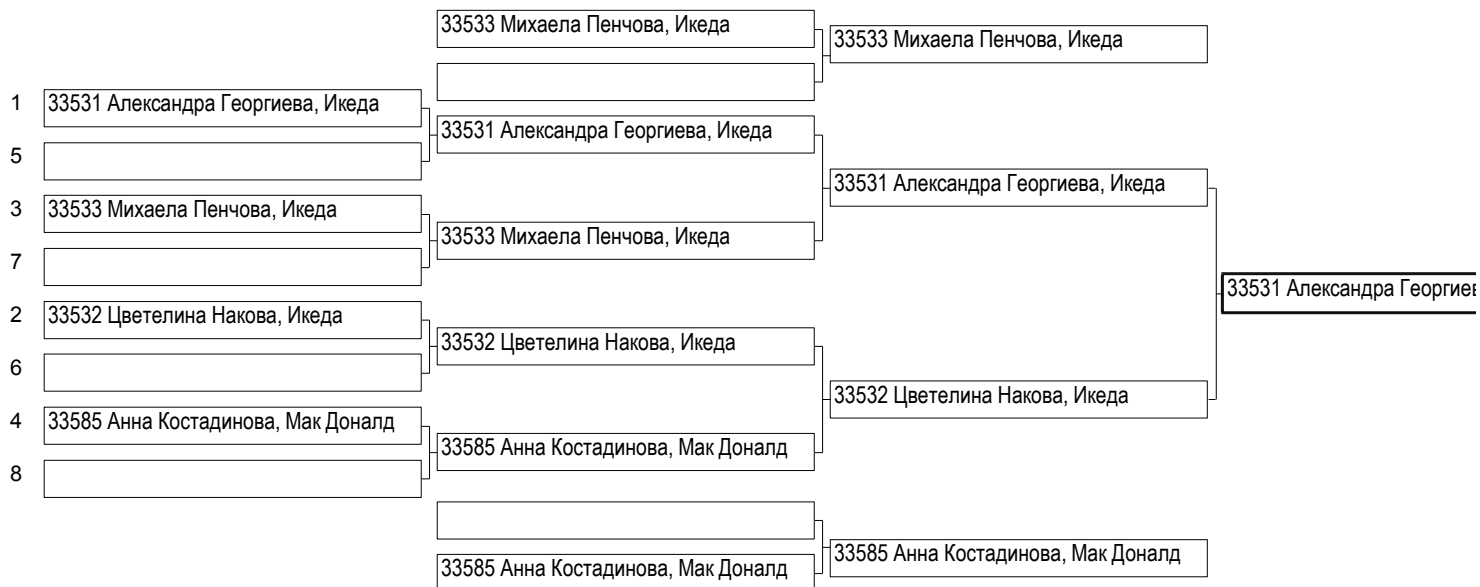 33533 Михаела Пенчова, Икеда
33533 Михаела Пенчова, Икеда
1 33531 Александра Георгиева, Икеда
33531 Александра Георгиева, Икеда
5
33531 Александра Георгиева, Икеда
3 33533 Михаела Пенчова, Икеда
33533 Михаела Пенчова, Икеда
7
33531 Александра
2 33532 Цветелина Накова, Икеда
33532 Цветелина Накова, Икеда
6
33532 Цветелина Накова, Икеда
4 33585 Анна Костадинова, Мак Доналд
33585 Анна Костадинова, Мак Доналд
8
33585 Анна Костадинова, Мак Доналд
33585 Анна Костадинова, Мак Доналд